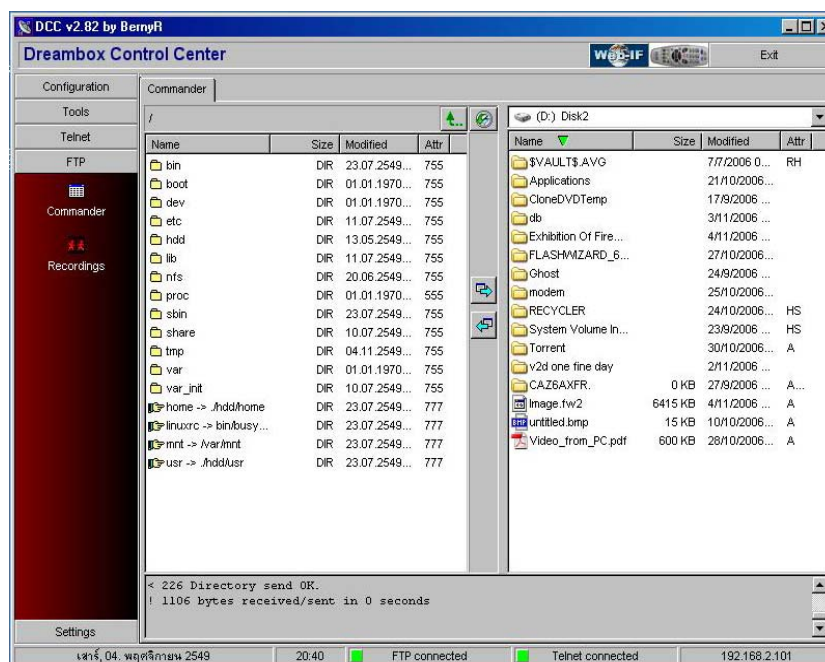 DCC v2.82 by BernyR
Dreambox Control Center
Web-IF
Exit
Configuration
Tools
Telnet
FTP
Commander
Recordings
Settings
Commander
/
Name Size Modified Attr
bin DIR 23.07.2549... 755
boot DIR 01.01.1970... 755
dev DIR 01.01.1970... 755
etc DIR 11.07.2549... 755
hdd DIR 13.05.2549... 755
lib DIR 11.07.2549... 755
nfs DIR 20.06.2549... 755
proc DIR 01.01.1970... 555
sbin DIR 23.07.2549... 755
share DIR 10.07.2549... 755
tmp DIR 04.11.2549... 755
var DIR 01.01.1970... 755
var_init DIR 10.07.2549... 755
home -> ./hdd/home DIR 23.07.2549... 777
linuxrc -> bin/busy... DIR 23.07.2549... 777
mnt -> /var/mnt DIR 23.07.2549... 777
usr -> ./hdd/usr DIR 23.07.2549... 777
(D:) Disk2
Name Size Modified Attr
$VAULT$.AVG 7/7/2006 0... RH
Applications 21/10/2006...
CloneDVDTemp 17/9/2006 ...
db 3/11/2006 ...
Exhibition Of Fire... 4/11/2006 ...
FLASHWIZARD_6... 27/10/2006...
Ghost 24/9/2006 ...
modem 25/10/2006...
RECYCLER 24/10/2006... HS
System Volume In... 23/9/2006 ... HS
Torrent 30/10/2006... A
v2d one fine day 2/11/2006 ...
CAZ6AXFR. 0 KB 27/9/2006 ... A...
Image.fw2 6415 KB 4/11/2006 ... A
untitled.bmp 15 KB 10/10/2006... A
Video_from_PC.pdf 600 KB 28/10/2006... A
< 226 Directory send OK.
! 1106 bytes received/sent in 0 seconds
เสาร์, 04. พฤศจิกายน 2549 20:40 FTP connected Telnet connected 192.168.2.101